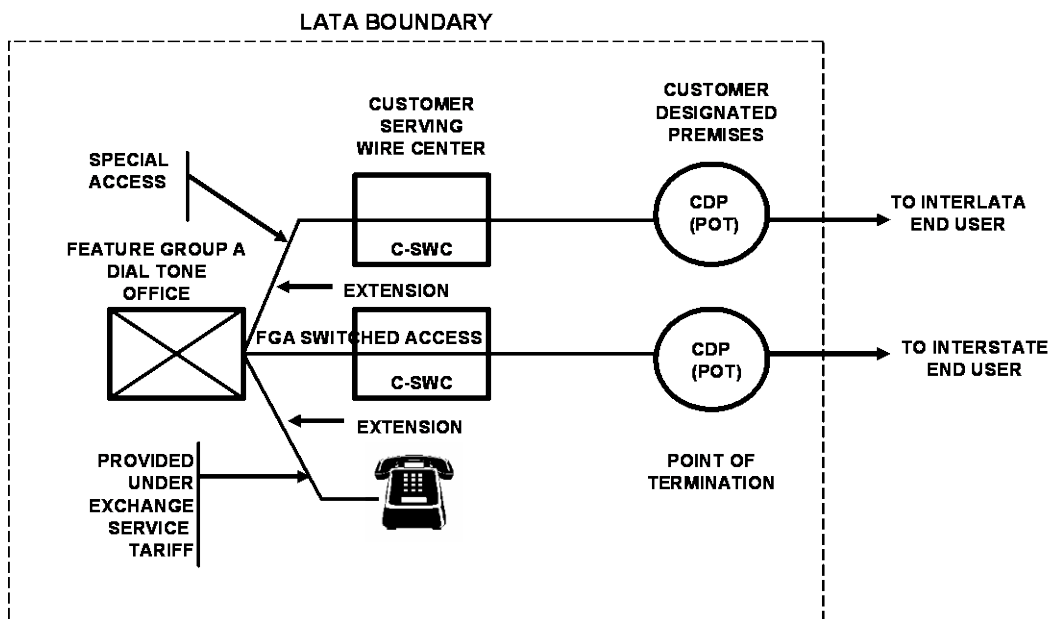 LATA BOUNDARY
CUSTOMER
SERVING
WIRE CENTER
CUSTOMER
DESIGNATED
PREMISES
SPECIAL
ACCESS
CDP
(POT)
TO INTERLATA
END USER
C-SWC
FEATURE GROUP A
DIAL TONE
OFFICE
EXTENSION
FGA SWITCHED ACCESS
C-SWC
CDP
(POT)
TO INTERSTATE
END USER
EXTENSION
PROVIDED
UNDER
EXCHANGE
SERVICE
TARIFF
POINT OF
TERMINATION